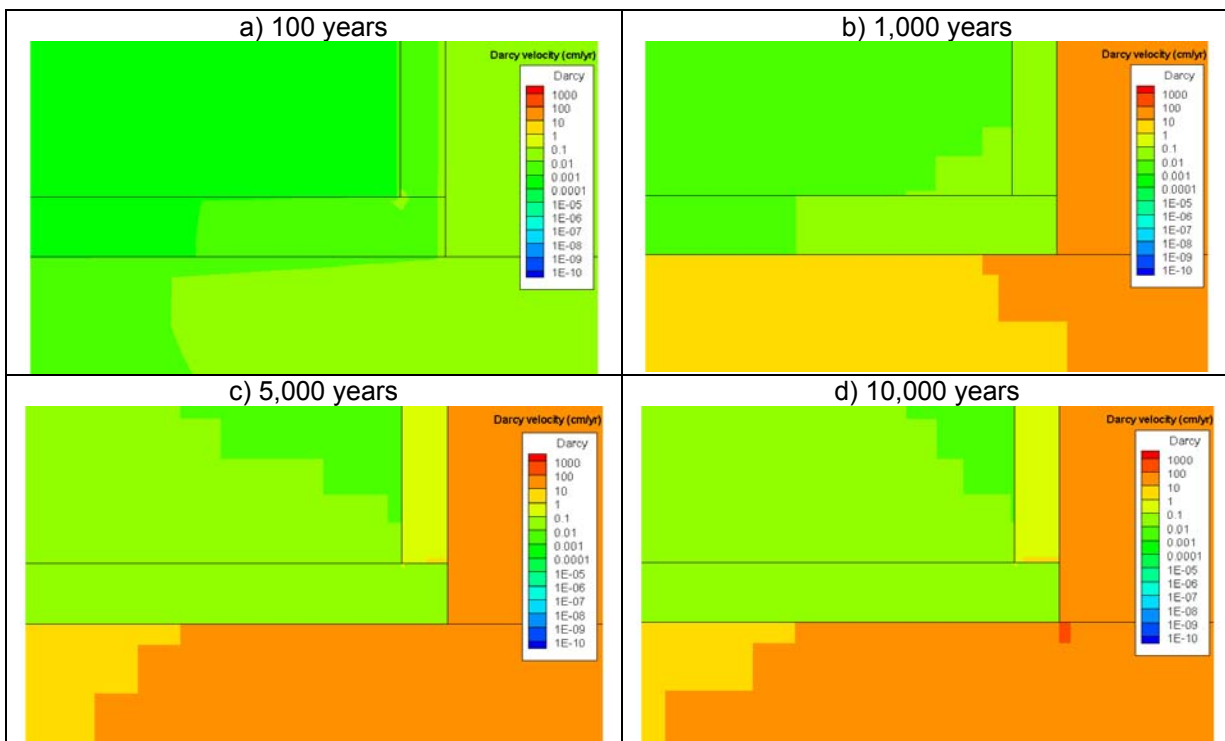 a) 100 years
Darcy velocity (cm/yr)
Darcy
1000
100
10
1
0.1
0.01
0.001
0.0001
1E-05
1E-06
1E-07
1E-08
1E-09
1E-10
b) 1,000 years
Darcy velocity (cm/yr)
Darcy
1000
100
10
1
0.1
0.01
0.001
0.0001
1E-05
1E-06
1E-07
1E-08
1E-09
1E-10
c) 5,000 years
Darcy velocity (cm/yr)
Darcy
1000
100
10
1
0.1
0.01
0.001
0.0001
1E-05
1E-06
1E-07
1E-08
1E-09
1E-10
d) 10,000 years
Darcy velocity (cm/yr)
Darcy
1000
100
10
1
0.1
0.01
0.001
0.0001
1E-05
1E-06
1E-07
1E-08
1E-09
1E-10